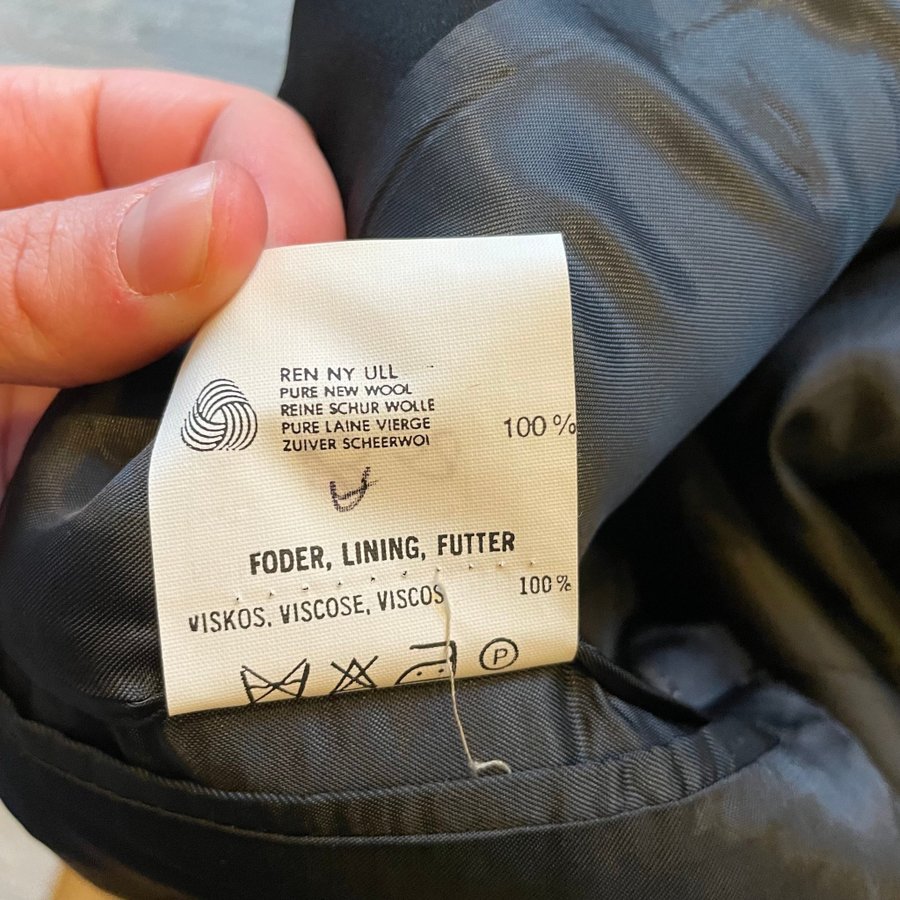 REN NY ULL
PURE NEW WOOL
REINE SCHUR WOLLE
PURE LAINE VIERGE
ZUIVER SCHEERWOl
100 %
FODER, LINING, FUTTER
VISKOS, VISCOSE, VISCOS
100 %
P